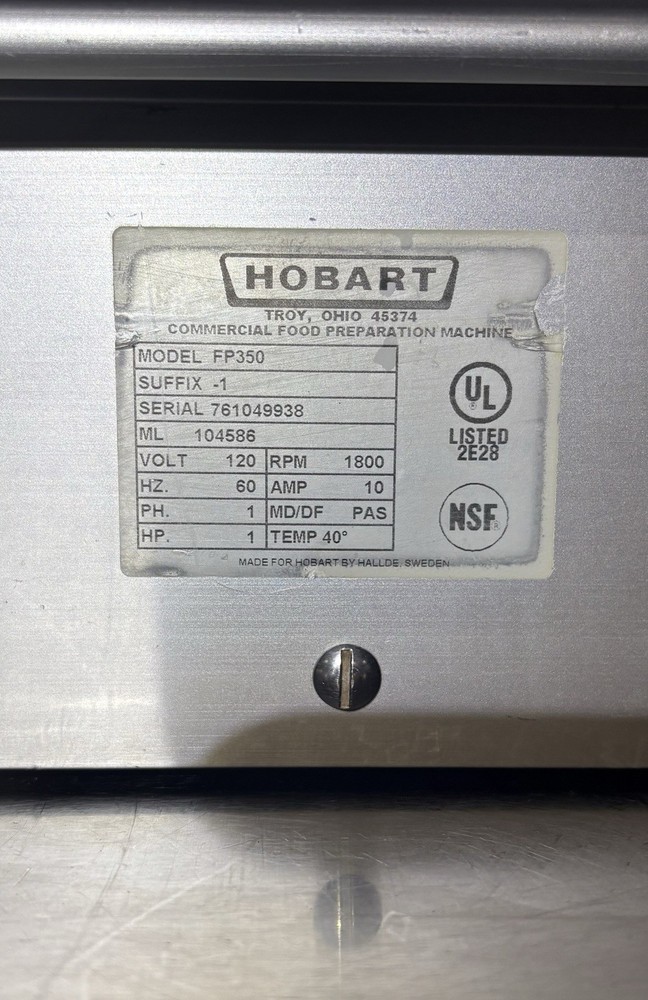 HOBART
TROY, OHIO 45374
COMMERCIAL FOOD PREPARATION MACHINE
MODEL FP350
SUFFIX -1
SERIAL 761049938
ML 104586
VOLT 120 RPM 1800
HZ. 60 AMP 10
PH. 1 MD/DF PAS
HP. 1 TEMP 40°
UL ®
LISTED
2E28
NSF®
MADE FOR HOBART BY HALLDE, SWEDEN